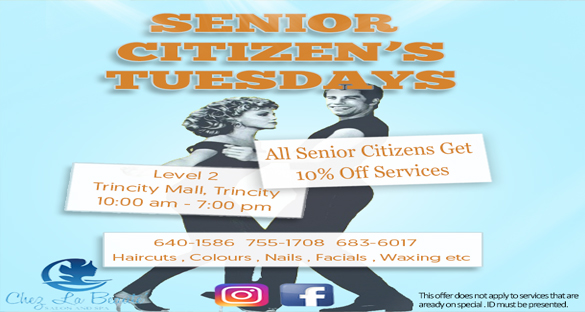 SENIOR
CITIZEN'S
TUESDAYS
All Senior Citizens Get
10% Off Services
Level 2
Trincity Mall, Trincity
10:00 am - 7:00 pm
640-1586 755-1708 683-6017
Haircuts , Colours , Nails , Facials , Waxing etc
Chez La
This offer does not apply to services that are
aready on special . ID must be presented.